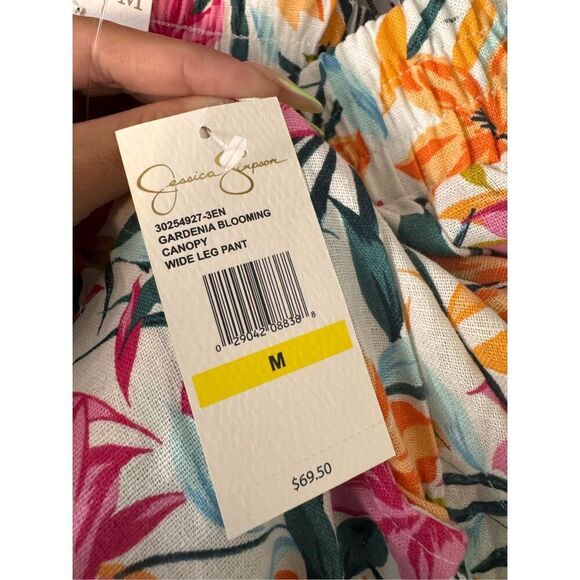 M
Jessica Simpson
30254927-3EN
GARDENIA BLOOMING
CANOPY
WIDE LEG PANT
0 29042 08838 8
M
$69.50